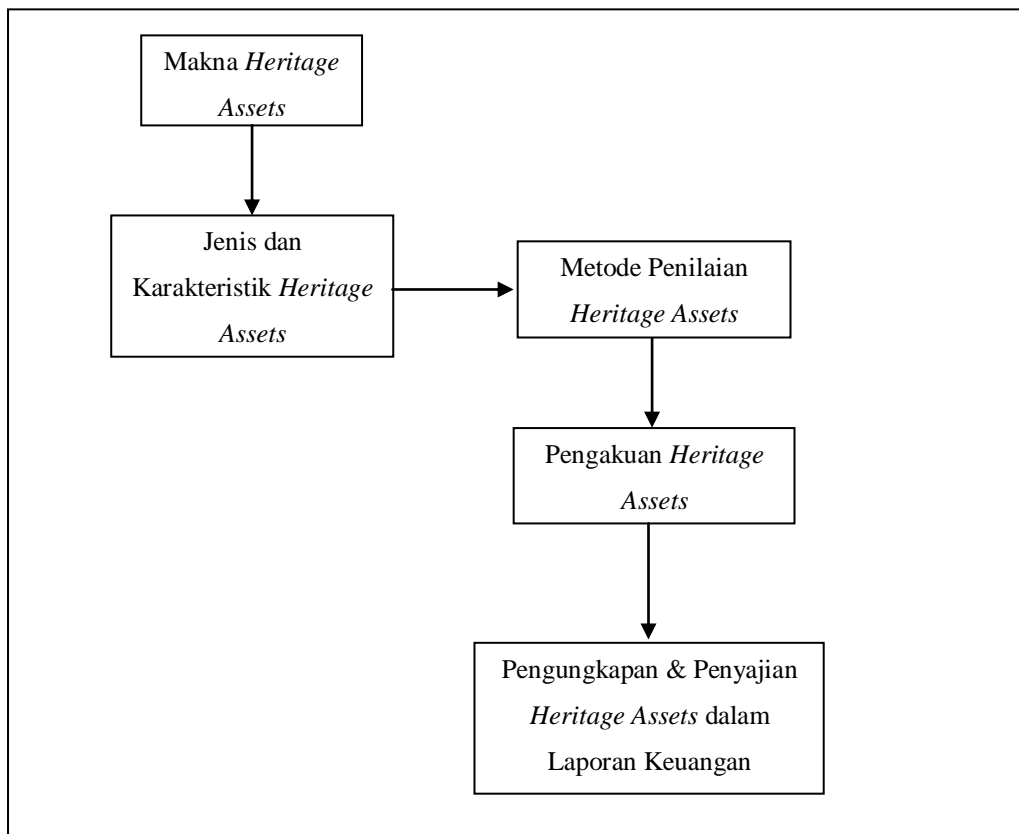 Makna Heritage
Assets
Jenis dan
Karakteristik Heritage
Assets
Metode Penilaian
Heritage Assets
Pengakuan Heritage
Assets
Pengungkapan & Penyajian
Heritage Assets dalam
Laporan Keuangan